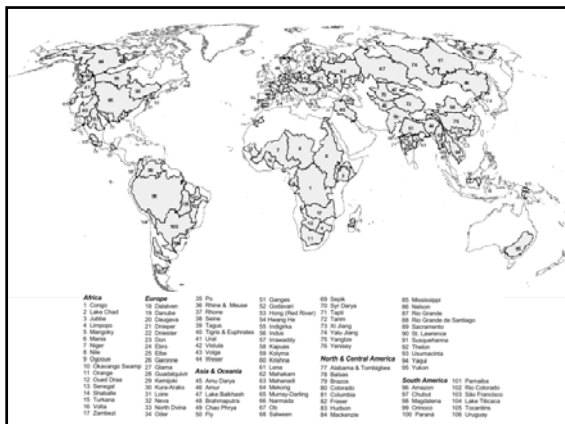 Africa
1 Congo
2 Lake Chad
3 Jubba
4 Limpopo
5 Mangoky
6 Mania
7 Niger
8 Nile
9 Ogooue
10 Okavango Swamp
11 Orange
12 Oued Draa
13 Senegal
14 Shaballe
15 Turkana
16 Volta
17 Zambezi
Europe
18 Dalalven
19 Danube
20 Daugava
21 Dnieper
22 Dniester
23 Don
24 Ebro
25 Elbe
26 Garonne
27 Glama
28 Guadalquivir
29 Kemijoki
30 Kura-Araks
31 Loire
32 Neva
33 North Dvina
34 Oder
35 Po
36 Rhine & Meuse
37 Rhone
38 Seine
39 Tagus
40 Tigris & Euphrates
41 Ural
42 Vistula
43 Volga
44 Weser
Asia & Oceania
45 Amu Darya
46 Amur
47 Lake Balkhash
48 Brahmaputra
49 Chao Phrya
50 Fly
51 Ganges
52 Godavari
53 Hong (Red River)
54 Hwang He
55 Indigirka
56 Indus
57 Irrawaddy
58 Kapuas
59 Kolyma
60 Krishna
61 Lena
62 Mahakam
63 Mahanadi
64 Mekong
65 Murray-Darling
66 Narmada
67 Ob
68 Salween
69 Sepik
70 Syr Darya
71 Tapti
72 Tarim
73 Xi Jiang
74 Yalu Jiang
75 Yangtze
76 Yenisey
North & Central America
77 Alabama & Tombigbee
78 Balsas
79 Brazos
80 Colorado
81 Columbia
82 Fraser
83 Hudson
84 Mackenzie
85 Mississippi
86 Nelson
87 Rio Grande
88 Rio Grande de Santiago
89 Sacramento
90 St. Lawrence
91 Susquehanna
92 Thelon
93 Usumacinta
94 Yaqui
95 Yukon
South America
96 Amazon
97 Chubut
98 Magdalena
99 Orinoco
100 Paraná
101 Parnaiba
102 Rio Colorado
103 São Francisco
104 Lake Titicaca
105 Tocantins
106 Uruguay